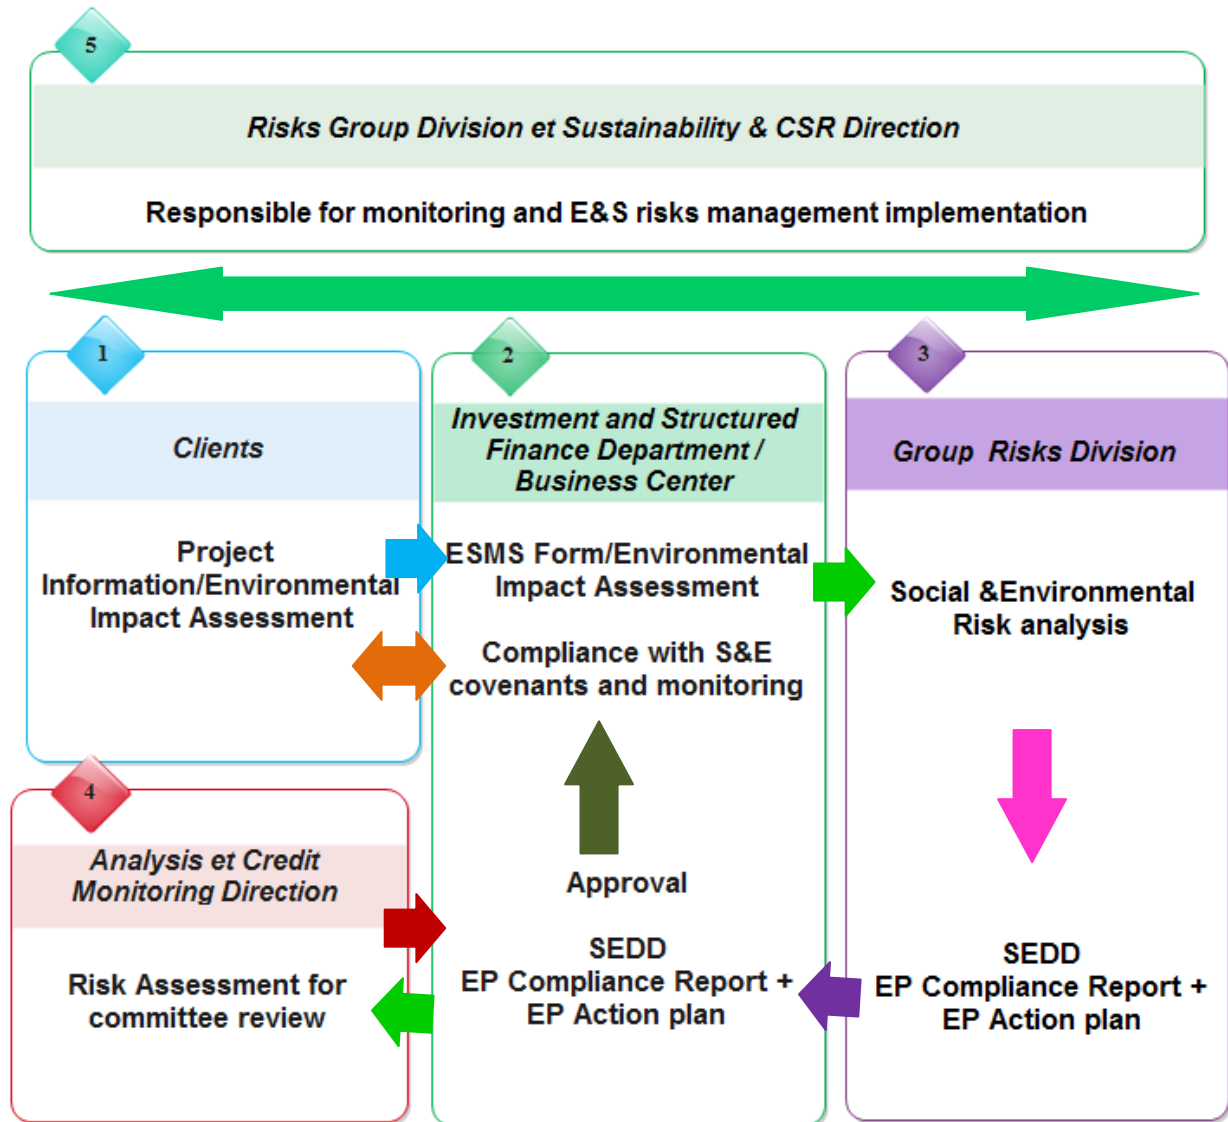 5
Risks Group Division et Sustainability & CSR Direction
Responsible for monitoring and E&S risks management implementation
1
Clients
Project
Information/Environmental
Impact Assessment
2
Investment and Structured
Finance Department /
Business Center
ESMS Form/Environmental
Impact Assessment
Compliance with S&E
covenants and monitoring
Approval
SEDD
EP Compliance Report +
EP Action plan
3
Group Risks Division
Social &Environmental
Risk analysis
SEDD
EP Compliance Report +
EP Action plan
4
Analysis et Credit
Monitoring Direction
Risk Assessment for
committee review